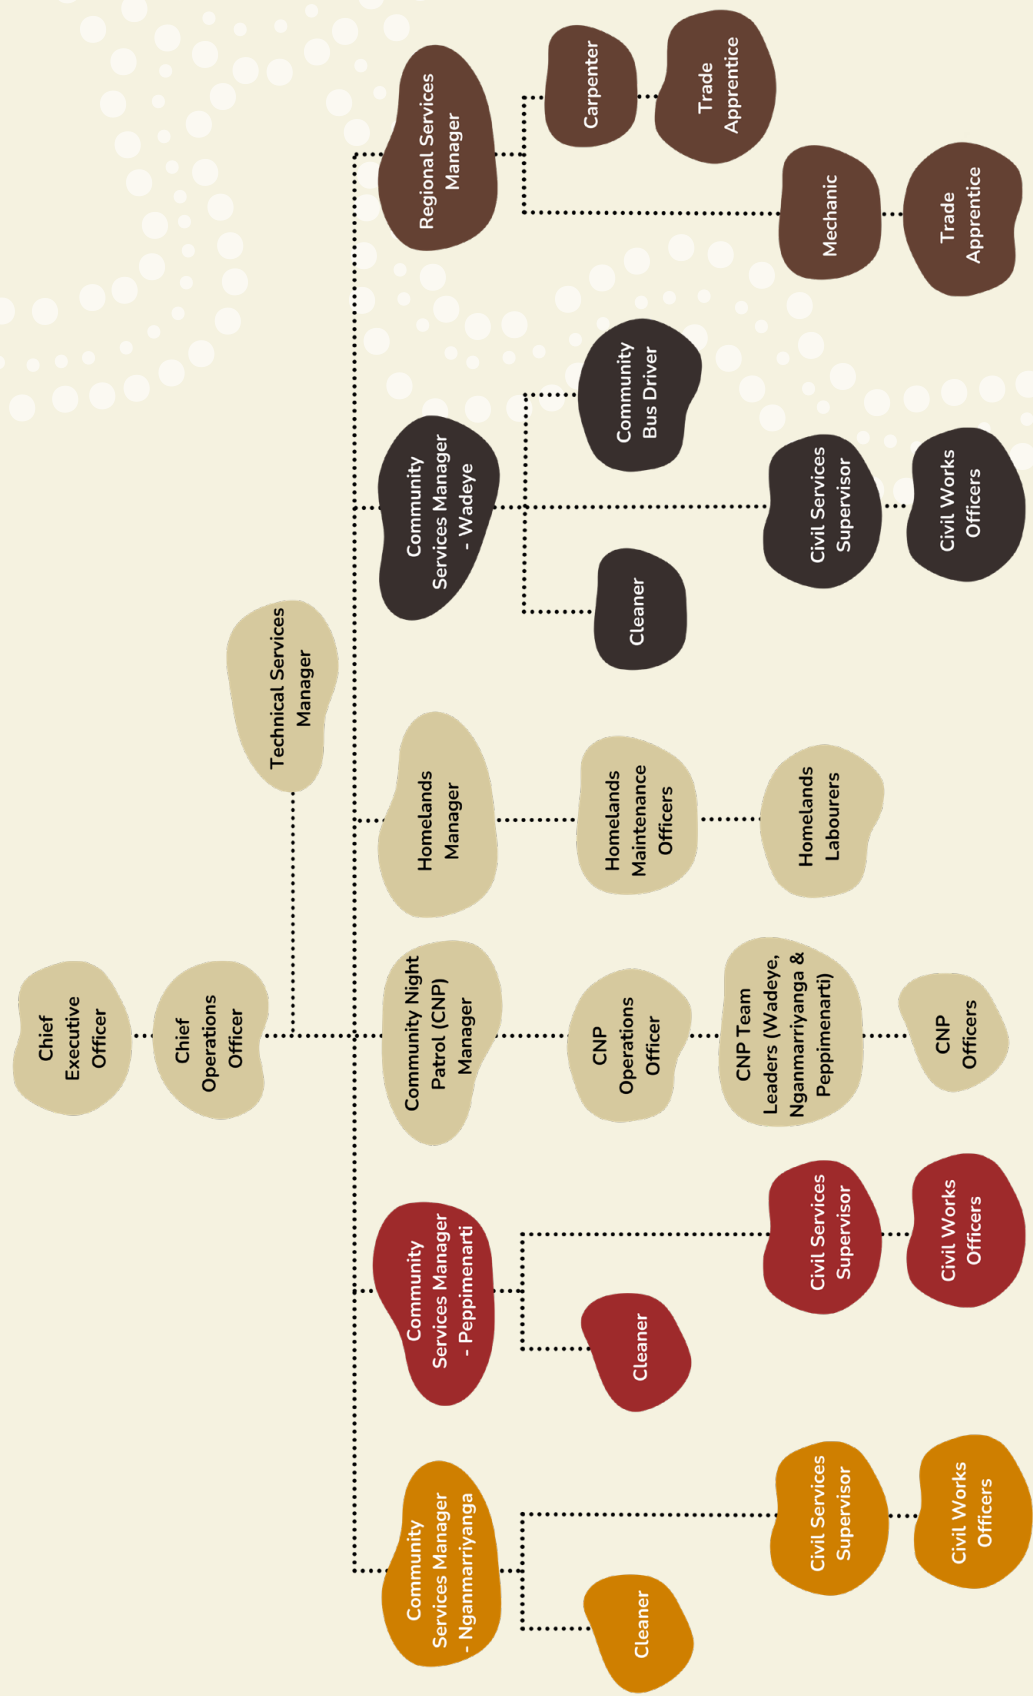 Chief
Executive
Officer
Chief
Operations
Officer
Technical Services
Manager
Community
Services Manager
- Nganmarriyanga
Cleaner
Civil Services
Supervisor
Civil Works
Officers
Community
Services Manager
- Peppimenarti
Cleaner
Civil Services
Supervisor
Civil Works
Officers
Community Night
Patrol (CNP)
Manager
CNP
Operations
Officer
CNP Team
Leaders (Wadeye,
Nganmarriyanga &
Peppimenarti)
CNP
Officers
Homelands
Manager
Homelands
Maintenance
Officers
Homelands
Labourers
Community
Services Manager
- Wadeye
Cleaner
Community
Bus Driver
Civil Services
Supervisor
Civil Works
Officers
Regional Services
Manager
Carpenter
Trade
Apprentice
Mechanic
Trade
Apprentice